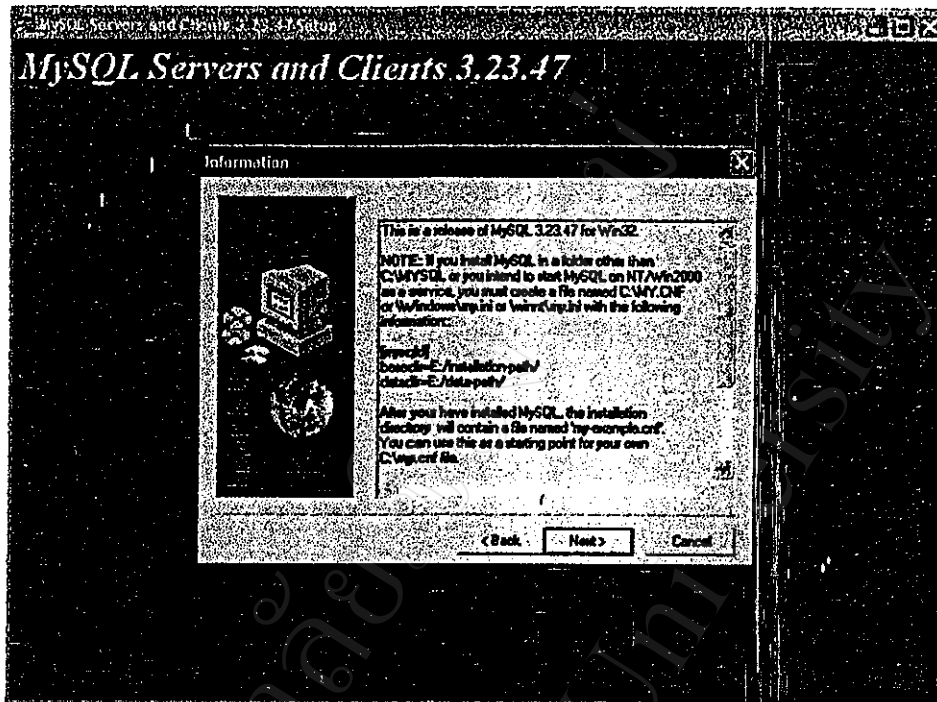 MySQL Servers and Clients 3.23.47 Setup
MySQL Servers and Clients 3.23.47
Information
This is a release of MySQL 3.23.47 for Win32.
NOTE: If you install MySQL in a folder other than
C:\MYSQL or you intend to start MySQL on NT/Win2000
as a service, you must create a file named C:\MY.CNF
or \Windows\my.ini or \winnt\my.ini with the following
information::
[mysqld]
basedir=E:/installation-path/
datadir=E:/data-path/
After your have installed MySQL, the installation
directory will contain a file named 'my-example.cnf'.
You can use this as a starting point for your own
C:\my.cnf file.
< Back
Next >
Cancel
University